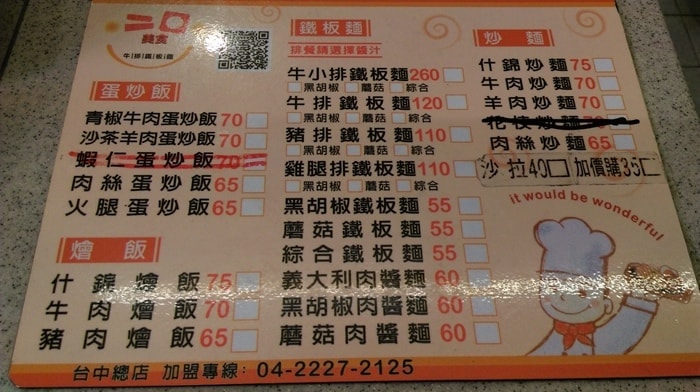 二口
美食
牛排鐵板麵
蛋炒飯
青椒牛肉蛋炒飯 70
沙茶羊肉蛋炒飯 70
蝦仁蛋炒飯 70
肉絲蛋炒飯 65
火腿蛋炒飯 65
燴飯
什錦燴飯 75
牛肉燴飯 70
豬肉燴飯 65
鐵板麵
排餐請選擇醬汁
牛小排鐵板麵 260
黑胡椒 蘑菇 綜合
牛排鐵板麵 120
黑胡椒 蘑菇 綜合
豬排鐵板麵 110
黑胡椒 蘑菇 綜合
雞腿排鐵板麵 110
黑胡椒 蘑菇 綜合
黑胡椒鐵板麵 55
蘑菇鐵板麵 55
綜合鐵板麵 55
義大利肉醬麵 60
黑胡椒肉醬麵 60
蘑菇肉醬麵 60
炒麵
什錦炒麵 75
牛肉炒麵 70
羊肉炒麵 70
花枝炒麵 70
肉絲炒麵 65
沙拉40 加價購35
it would be wonderful
台中總店 加盟專線: 04-2227-2125